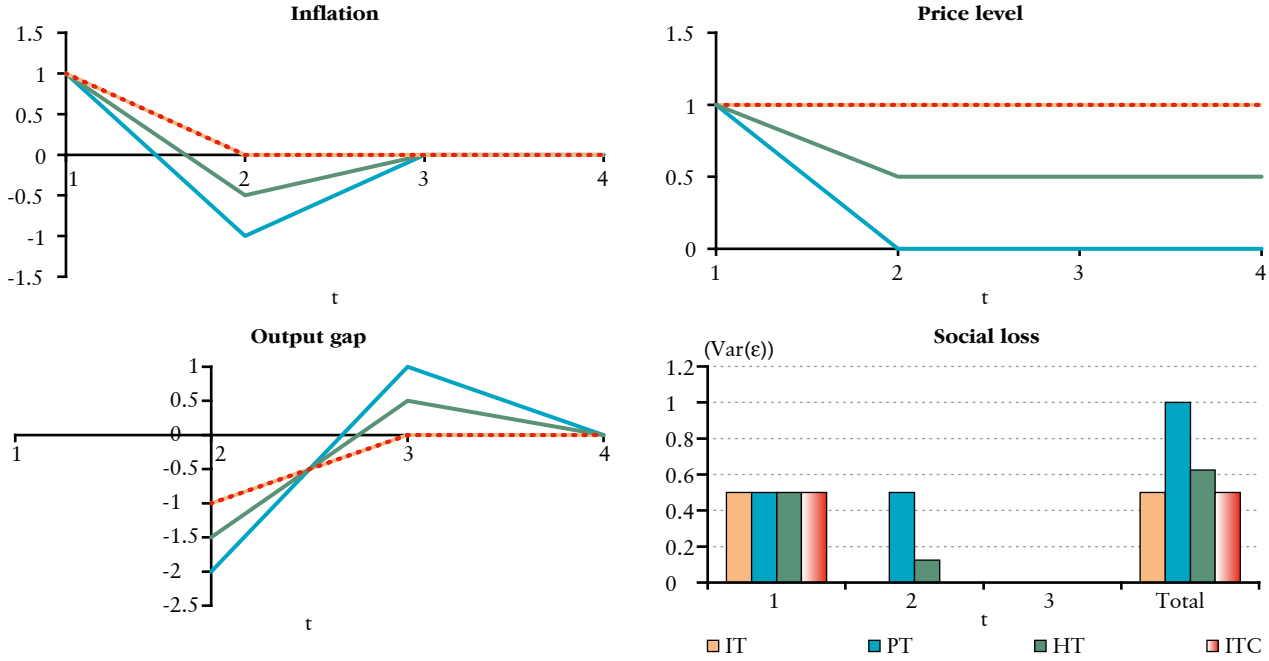 Inflation
1.5
1
0.5
0
-0.5
-1
-1.5
1 2 3 4
t
Price level
1.5
1
0.5
0
1 2 3 4
t
Output gap
1
0.5
0
-0.5
-1
-1.5
-2
-2.5
1 2 3 4
t
Social loss
(Var(ε))
1.2
1
0.8
0.6
0.4
0.2
0
1 2 3 Total
t
IT PT HT ITC